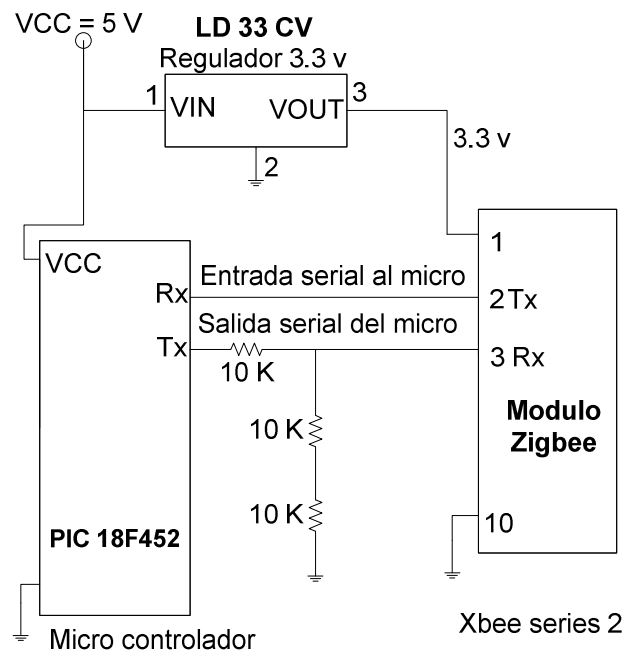 VCC = 5 V
LD 33 CV
Regulador 3.3 v
1
VIN
VOUT
3
2
3.3 v
VCC
1
Rx
Entrada serial al micro
2 Tx
Tx
Salida serial del micro
3 Rx
10 K
10 K
10 K
Modulo
Zigbee
10
PIC 18F452
Micro controlador
Xbee series 2